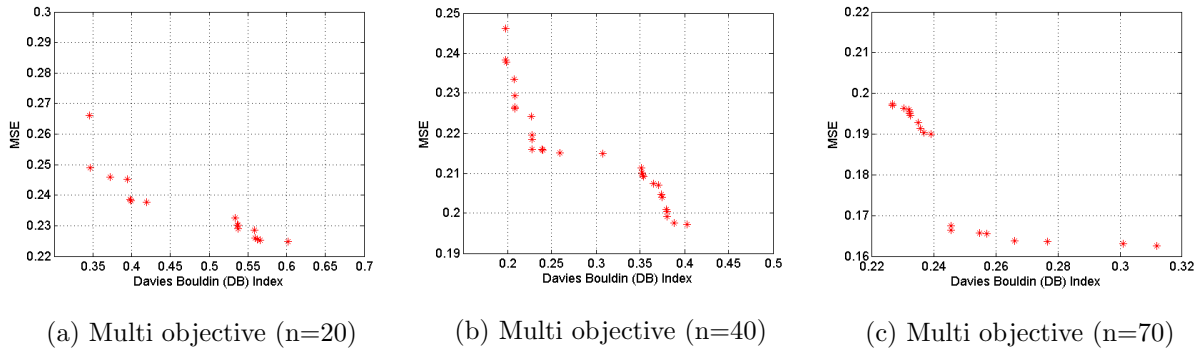 0.3
0.29
0.28
0.27
0.26
0.25
0.24
0.23
0.22
MSE
0.35 0.4 0.45 0.5 0.55 0.6 0.65 0.7
Davies Bouldin (DB) Index
(a) Multi objective (n=20)
0.25
0.24
0.23
0.22
0.21
0.2
0.19
MSE
0.2 0.25 0.3 0.35 0.4 0.45 0.5
Davies Bouldin (DB) Index
(b) Multi objective (n=40)
0.22
0.21
0.2
0.19
0.18
0.17
0.16
MSE
0.22 0.24 0.26 0.28 0.3 0.32
Davies Bouldin (DB) Index
(c) Multi objective (n=70)